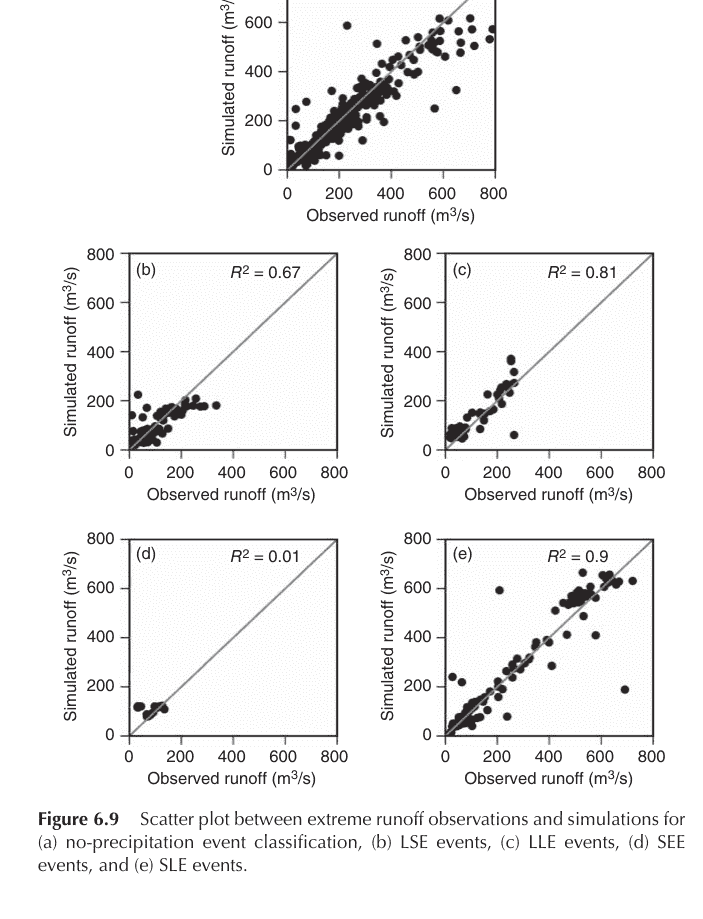 600
400
200
0
Simulated runoff (m³/s)
0 200 400 600 800
Observed runoff (m³/s)
(b) R² = 0.67
800
600
400
200
0
Simulated runoff (m³/s)
0 200 400 600 800
Observed runoff (m³/s)
(c) R² = 0.81
800
600
400
200
0
Simulated runoff (m³/s)
0 200 400 600 800
Observed runoff (m³/s)
(d) R² = 0.01
800
600
400
200
0
Simulated runoff (m³/s)
0 200 400 600 800
Observed runoff (m³/s)
(e) R² = 0.9
800
600
400
200
0
Simulated runoff (m³/s)
0 200 400 600 800
Observed runoff (m³/s)
Figure 6.9 Scatter plot between extreme runoff observations and simulations for
(a) no-precipitation event classification, (b) LSE events, (c) LLE events, (d) SEE
events, and (e) SLE events.